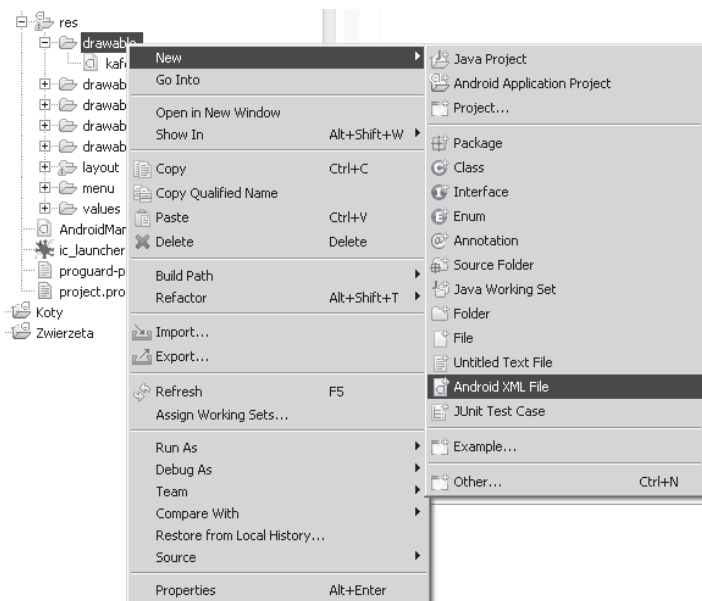 res
drawable
kaf
drawab
drawab
drawab
drawab
layout
menu
values
AndroidMar
ic_launcher
proguard-p
project.pro
Koty
Zwierzeta
New
Go Into
Open in New Window
Show In Alt+Shift+W
Copy Ctrl+C
Copy Qualified Name
Paste Ctrl+V
Delete Delete
Build Path
Refactor Alt+Shift+T
Import...
Export...
Refresh F5
Assign Working Sets...
Run As
Debug As
Team
Compare With
Restore from Local History...
Source
Properties Alt+Enter
Java Project
Android Application Project
Project...
Package
Class
Interface
Enum
Annotation
Source Folder
Java Working Set
Folder
File
Untitled Text File
Android XML File
JUnit Test Case
Example...
Other... Ctrl+N